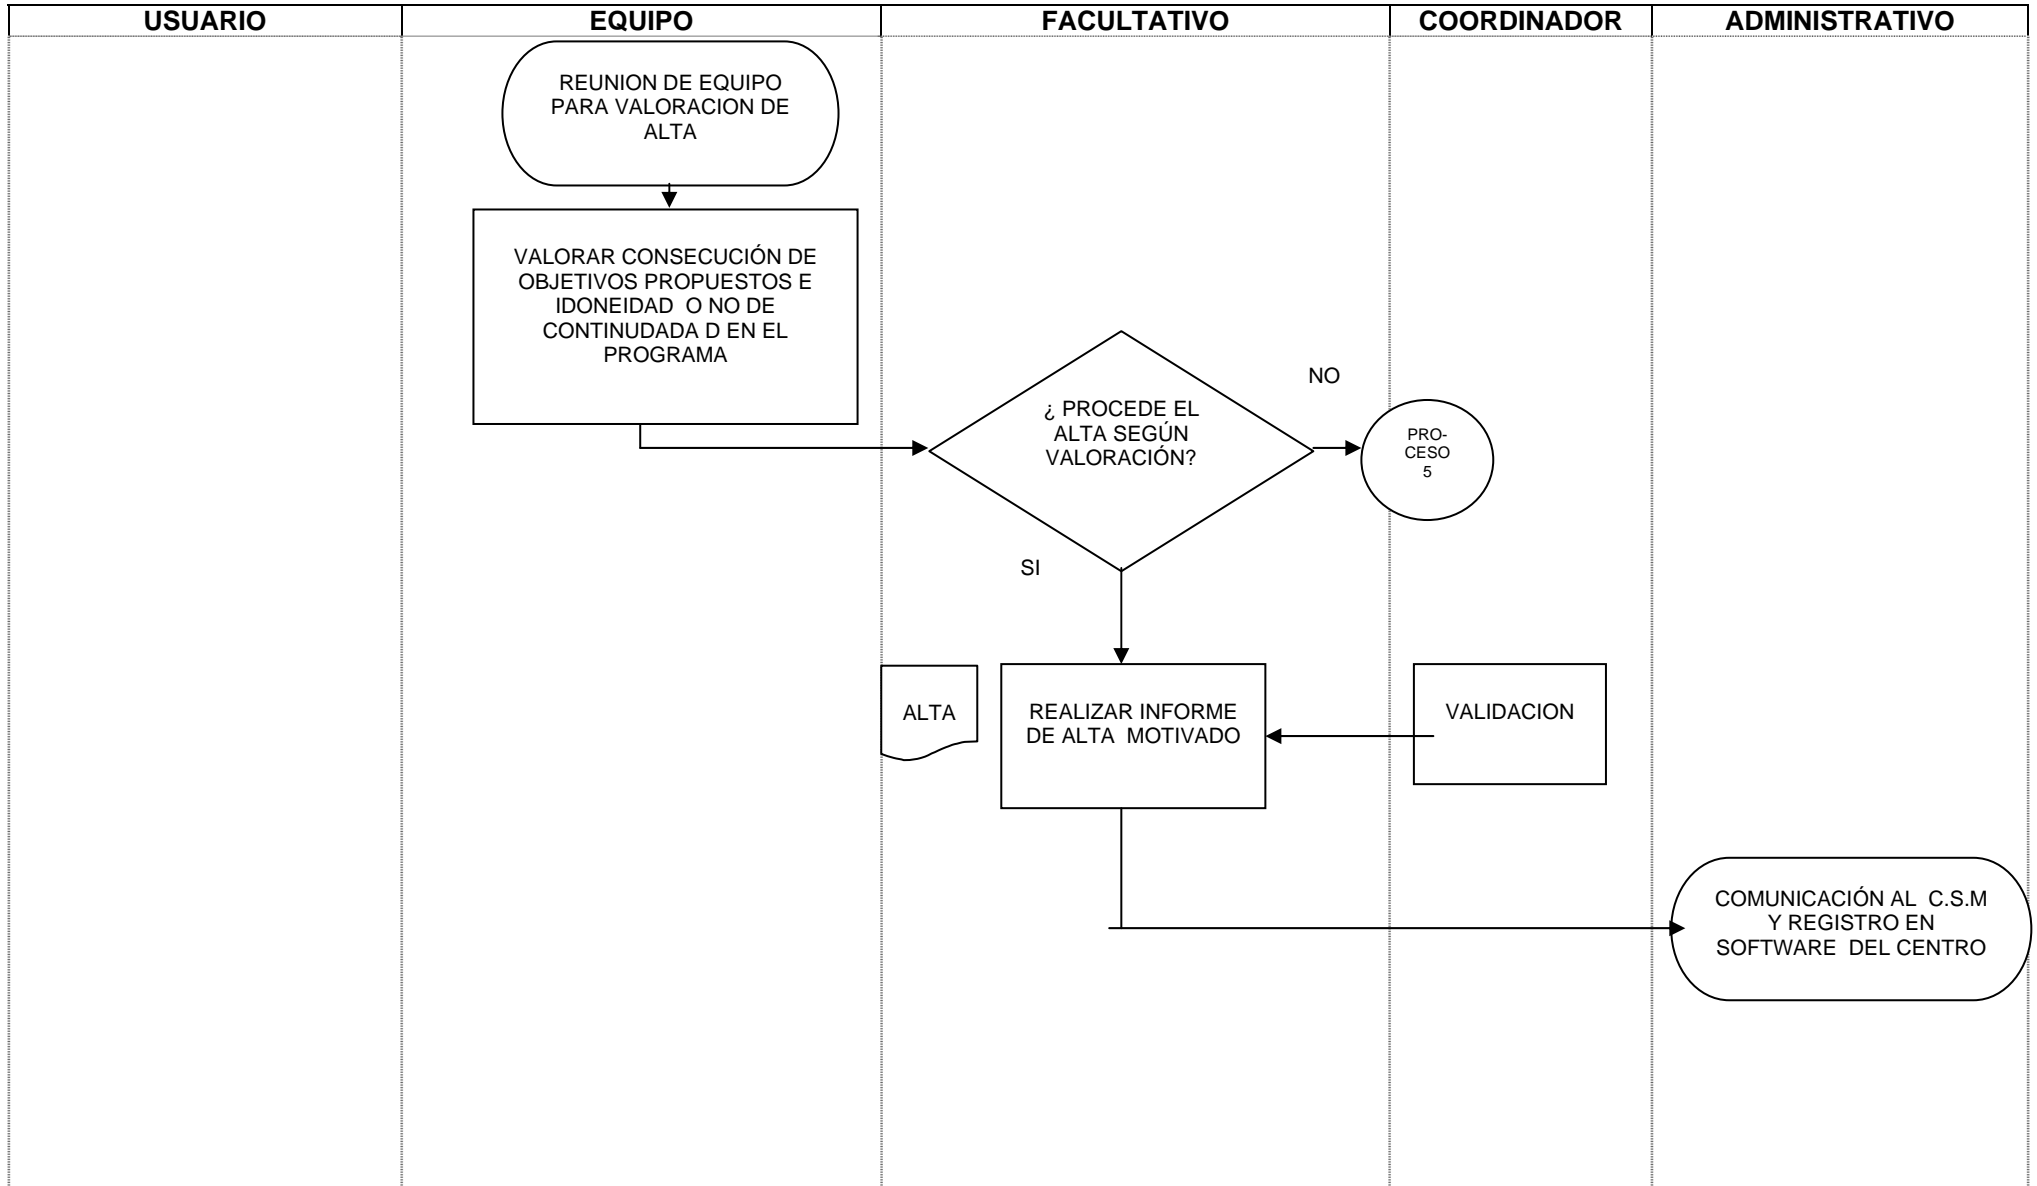 USUARIO
EQUIPO
FACULTATIVO
COORDINADOR
ADMINISTRATIVO
REUNION DE EQUIPO
PARA VALORACION DE
ALTA
VALORAR CONSECUCIÓN DE
OBJETIVOS PROPUESTOS E
IDONEIDAD O NO DE
CONTINUDADA D EN EL
PROGRAMA
¿ PROCEDE EL
ALTA SEGÚN
VALORACIÓN?
NO
PRO-
CESO
5
SI
ALTA
REALIZAR INFORME
DE ALTA MOTIVADO
VALIDACION
COMUNICACIÓN AL C.S.M
Y REGISTRO EN
SOFTWARE DEL CENTRO